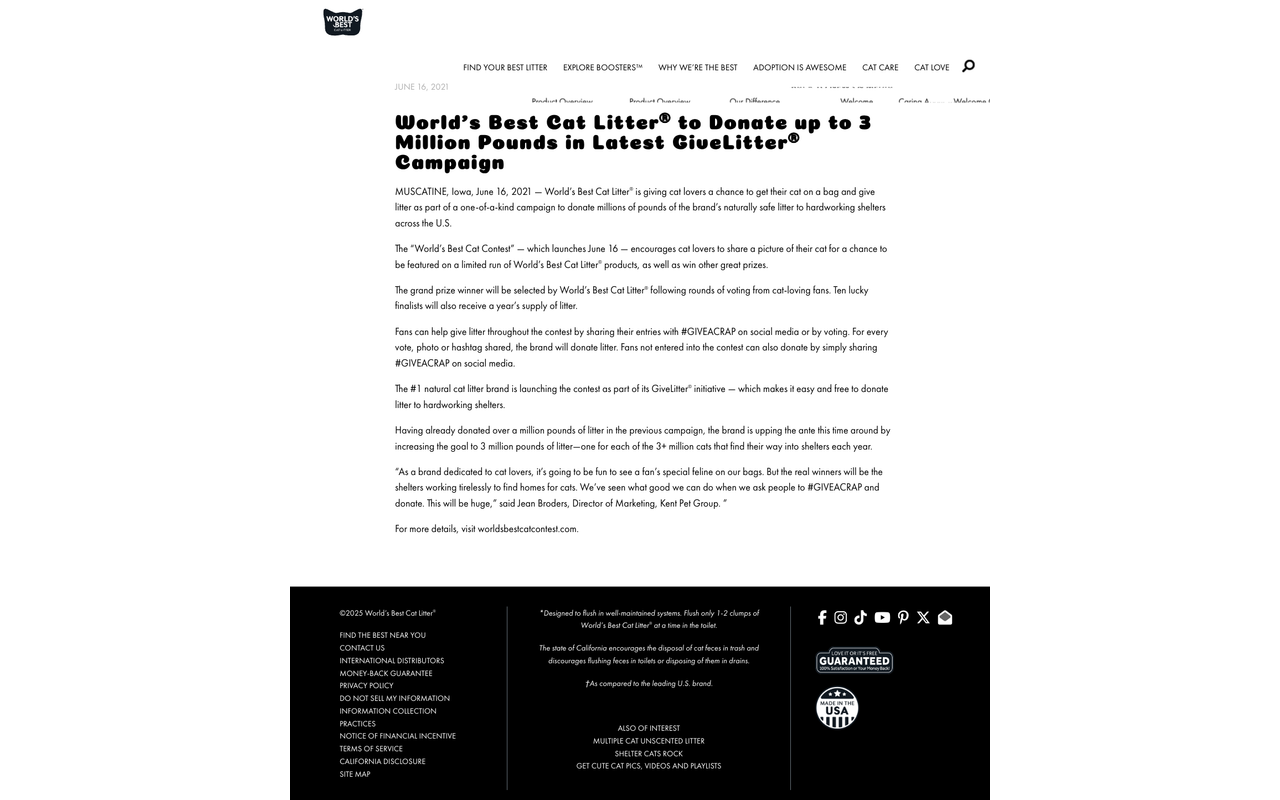 WORLD'S
BEST
Cat Litter
FIND YOUR BEST LITTER EXPLORE BOOSTERS™ WHY WE'RE THE BEST ADOPTION IS AWESOME CAT CARE CAT LOVE
JUNE 16, 2021
Product Overview Product Overview Our Difference Welcome Caring Welcome
World's Best Cat Litter® to Donate up to 3
Million Pounds in Latest GiveLitter®
Campaign
MUSCATINE, Iowa, June 16, 2021 — World's Best Cat Litter® is giving cat lovers a chance to get their cat on a bag and give
litter as part of a one-of-a-kind campaign to donate millions of pounds of the brand's naturally safe litter to hardworking shelters
across the U.S.
The “World's Best Cat Contest” — which launches June 16 — encourages cat lovers to share a picture of their cat for a chance to
be featured on a limited run of World's Best Cat Litter® products, as well as win other great prizes.
The grand prize winner will be selected by World's Best Cat Litter® following rounds of voting from cat-loving fans. Ten lucky
finalists will also receive a year's supply of litter.
Fans can help give litter throughout the contest by sharing their entries with #GIVEACRAP on social media or by voting. For every
vote, photo or hashtag shared, the brand will donate litter. Fans not entered into the contest can also donate by simply sharing
#GIVEACRAP on social media.
The #1 natural cat litter brand is launching the contest as part of its GiveLitter® initiative — which makes it easy and free to donate
litter to hardworking shelters.
Having already donated over a million pounds of litter in the previous campaign, the brand is upping the ante this time around by
increasing the goal to 3 million pounds of litter—one for each of the 3+ million cats that find their way into shelters each year.
“As a brand dedicated to cat lovers, it's going to be fun to see a fan's special feline on our bags. But the real winners will be the
shelters working tirelessly to find homes for cats. We've seen what good we can do when we ask people to #GIVEACRAP and
donate. This will be huge,” said Jean Broders, Director of Marketing, Kent Pet Group. ”
For more details, visit worldsbestcatcontest.com.
©2025 World's Best Cat Litter®
FIND THE BEST NEAR YOU
CONTACT US
INTERNATIONAL DISTRIBUTORS
MONEY-BACK GUARANTEE
PRIVACY POLICY
DO NOT SELL MY INFORMATION
INFORMATION COLLECTION
PRACTICES
NOTICE OF FINANCIAL INCENTIVE
TERMS OF SERVICE
CALIFORNIA DISCLOSURE
SITE MAP
*Designed to flush in well-maintained systems. Flush only 1-2 clumps of
World's Best Cat Litter® at a time in the toilet.
The state of California encourages the disposal of cat feces in trash and
discourages flushing feces in toilets or disposing of them in drains.
†As compared to the leading U.S. brand.
ALSO OF INTEREST
MULTIPLE CAT UNSCENTED LITTER
SHELTER CATS ROCK
GET CUTE CAT PICS, VIDEOS AND PLAYLISTS
LOVE IT OR IT'S FREE
GUARANTEED
100% Satisfaction or Your Money Back!
MADE IN THE
USA